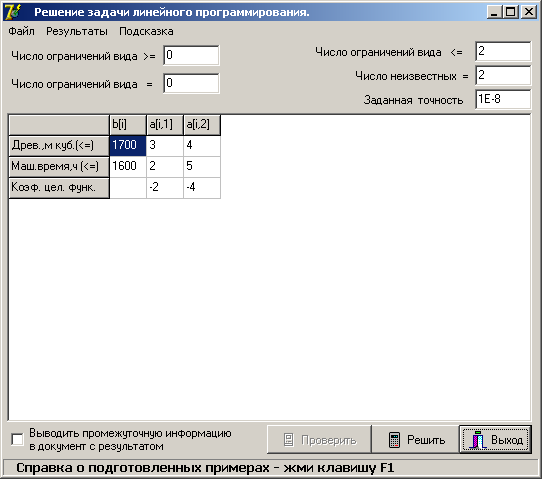 Решение задачи линейного программирования.
Файл Результаты Подсказка
Число ограничений вида >= 0
Число ограничений вида <= 2
Число ограничений вида = 0
Число неизвестных = 2
Заданная точность 1E-8
b[i] a[i,1] a[i,2]
Древ.,м куб.(<=) 1700 3 4
Маш.время,ч (<=) 1600 2 5
Коэф. цел. функ. -2 -4
Выводить промежуточную информацию
в документ с результатом
Проверить Решить Выход
Справка о подготовленных примерах - жми клавишу F1